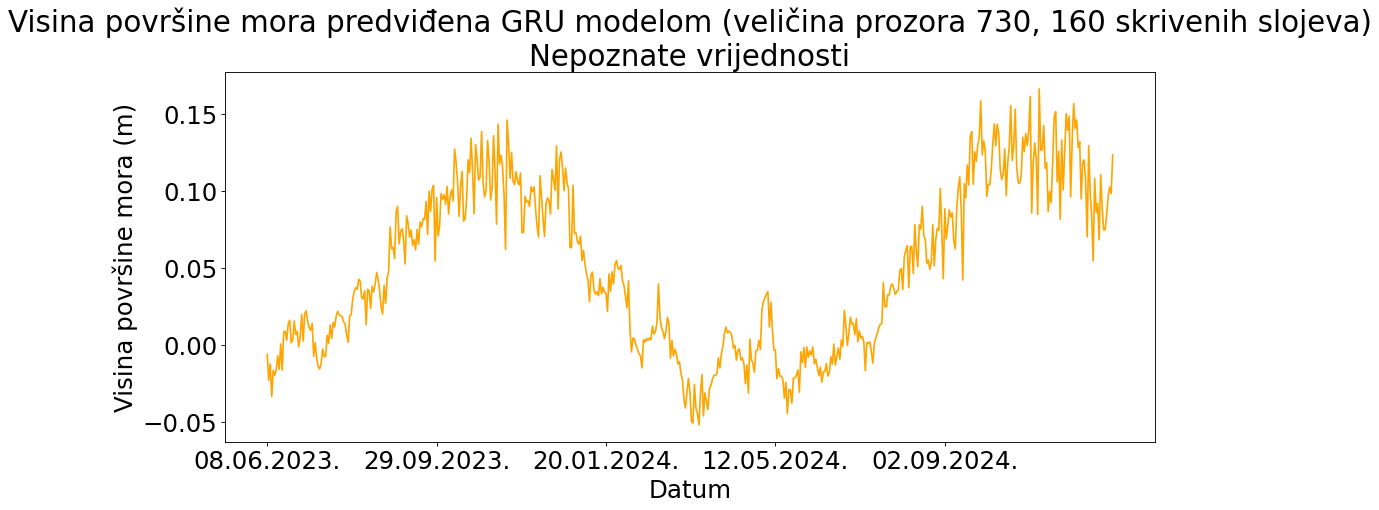 Visina površine mora predviđena GRU modelom (veličina prozora 730, 160 skrivenih slojeva)
Nepoznate vrijednosti
Visina površine mora (m)
0.15
0.10
0.05
0.00
−0.05
08.06.2023. 29.09.2023. 20.01.2024. 12.05.2024. 02.09.2024.
Datum